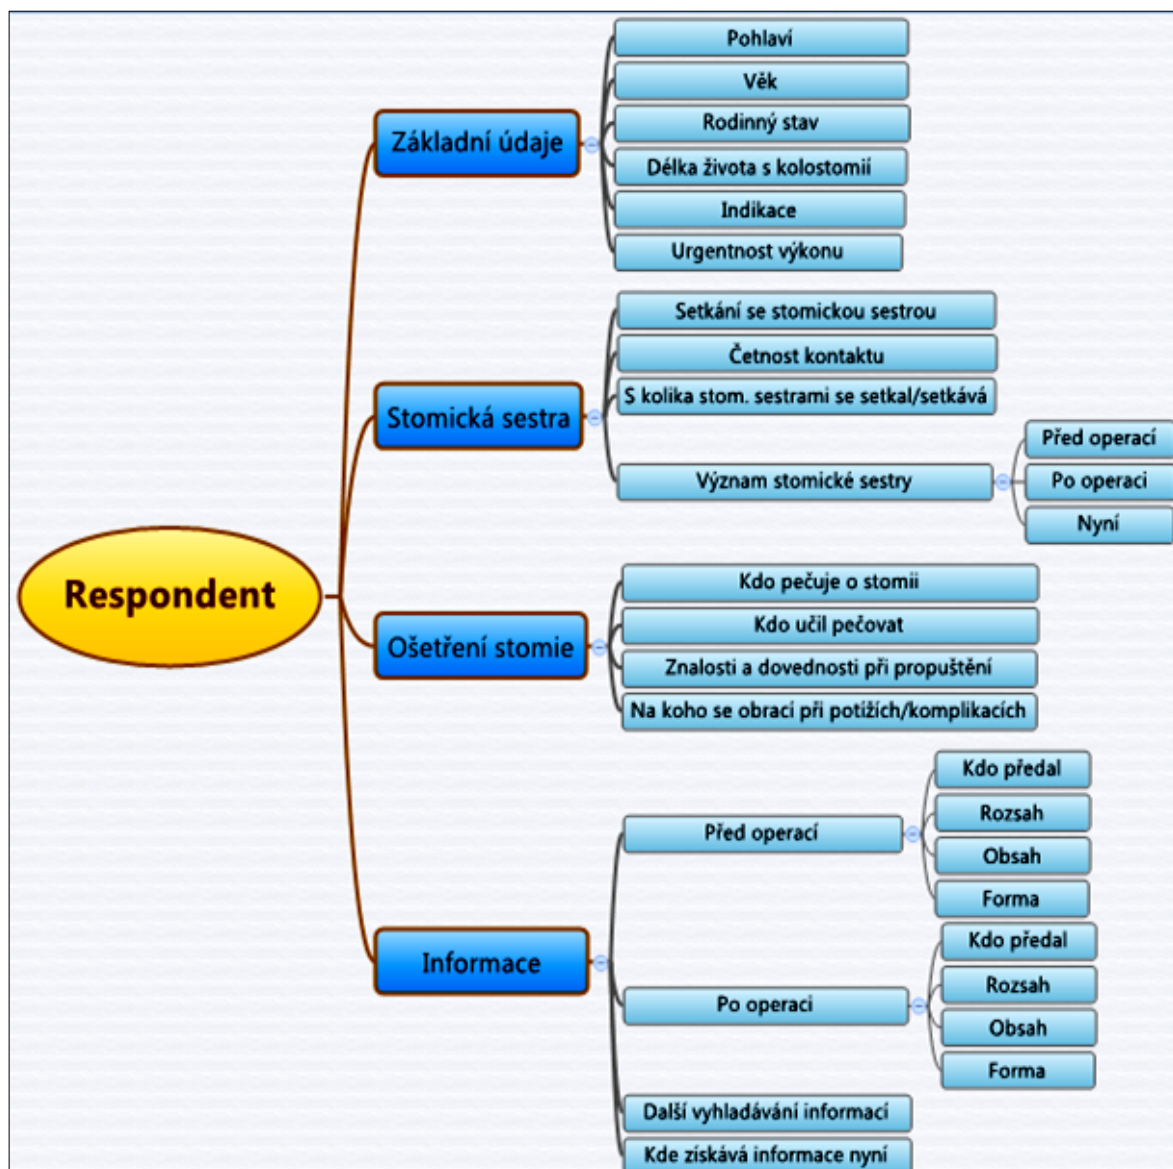 Respondent
Základní údaje
Pohlaví
Věk
Rodinný stav
Délka života s kolostomií
Indikace
Urgentnost výkonu
Stomická sestra
Setkání se stomickou sestrou
Četnost kontaktu
S kolika stom. sestrami se setkal/setkává
Význam stomické sestry
Před operací
Po operaci
Nyní
Ošetření stomie
Kdo pečuje o stomii
Kdo učil pečovat
Znalosti a dovednosti při propuštění
Na koho se obrací při potížích/komplikacích
Informace
Před operací
Kdo předal
Rozsah
Obsah
Forma
Po operaci
Kdo předal
Rozsah
Obsah
Forma
Další vyhladávání informací
Kde získává informace nyní